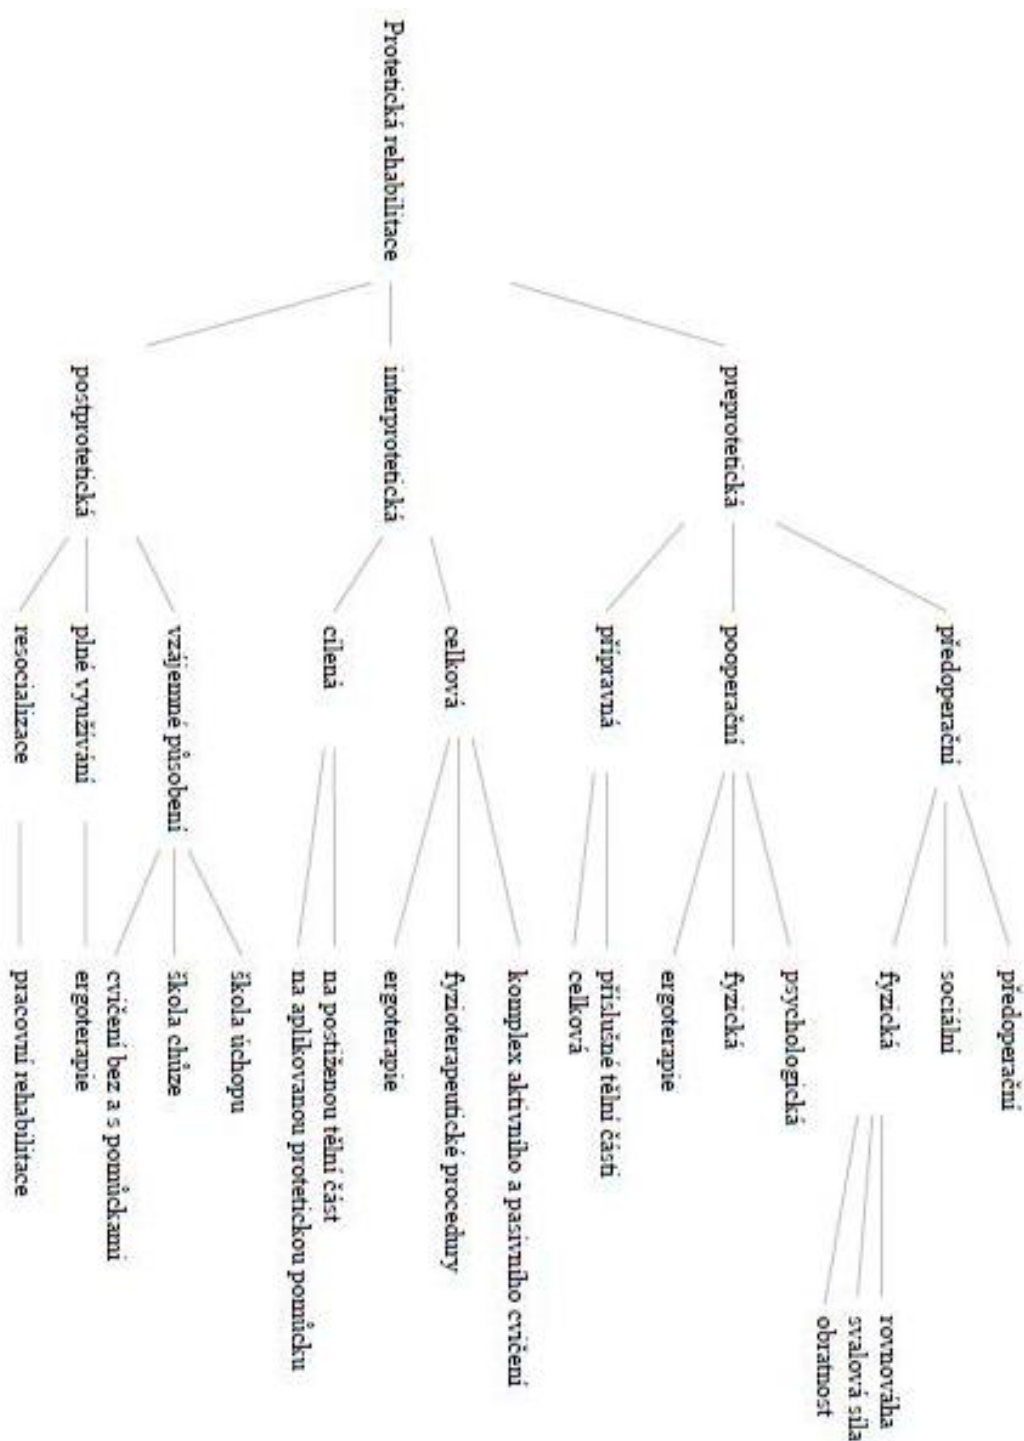 Protetická rehabilitace
preprotetická
předoperační
předoperační
sociální
fyzická
rovnováha
svalová síla
obratnost
pooperační
psychologická
fyzická
ergoterapie
přípravná
příslušné tělní části
celková
interprotetická
celková
komplex aktivního a pasivního cvičení
fyzioterapeutické procedury
ergoterapie
cílená
na postiženou tělní část
na aplikovanou protetickou pomůcku
postprotetická
vzájemné působení
škola úchopu
škola chůze
cvičení bez a s pomůckami
plné využívání
ergoterapie
resocializace
pracovní rehabilitace